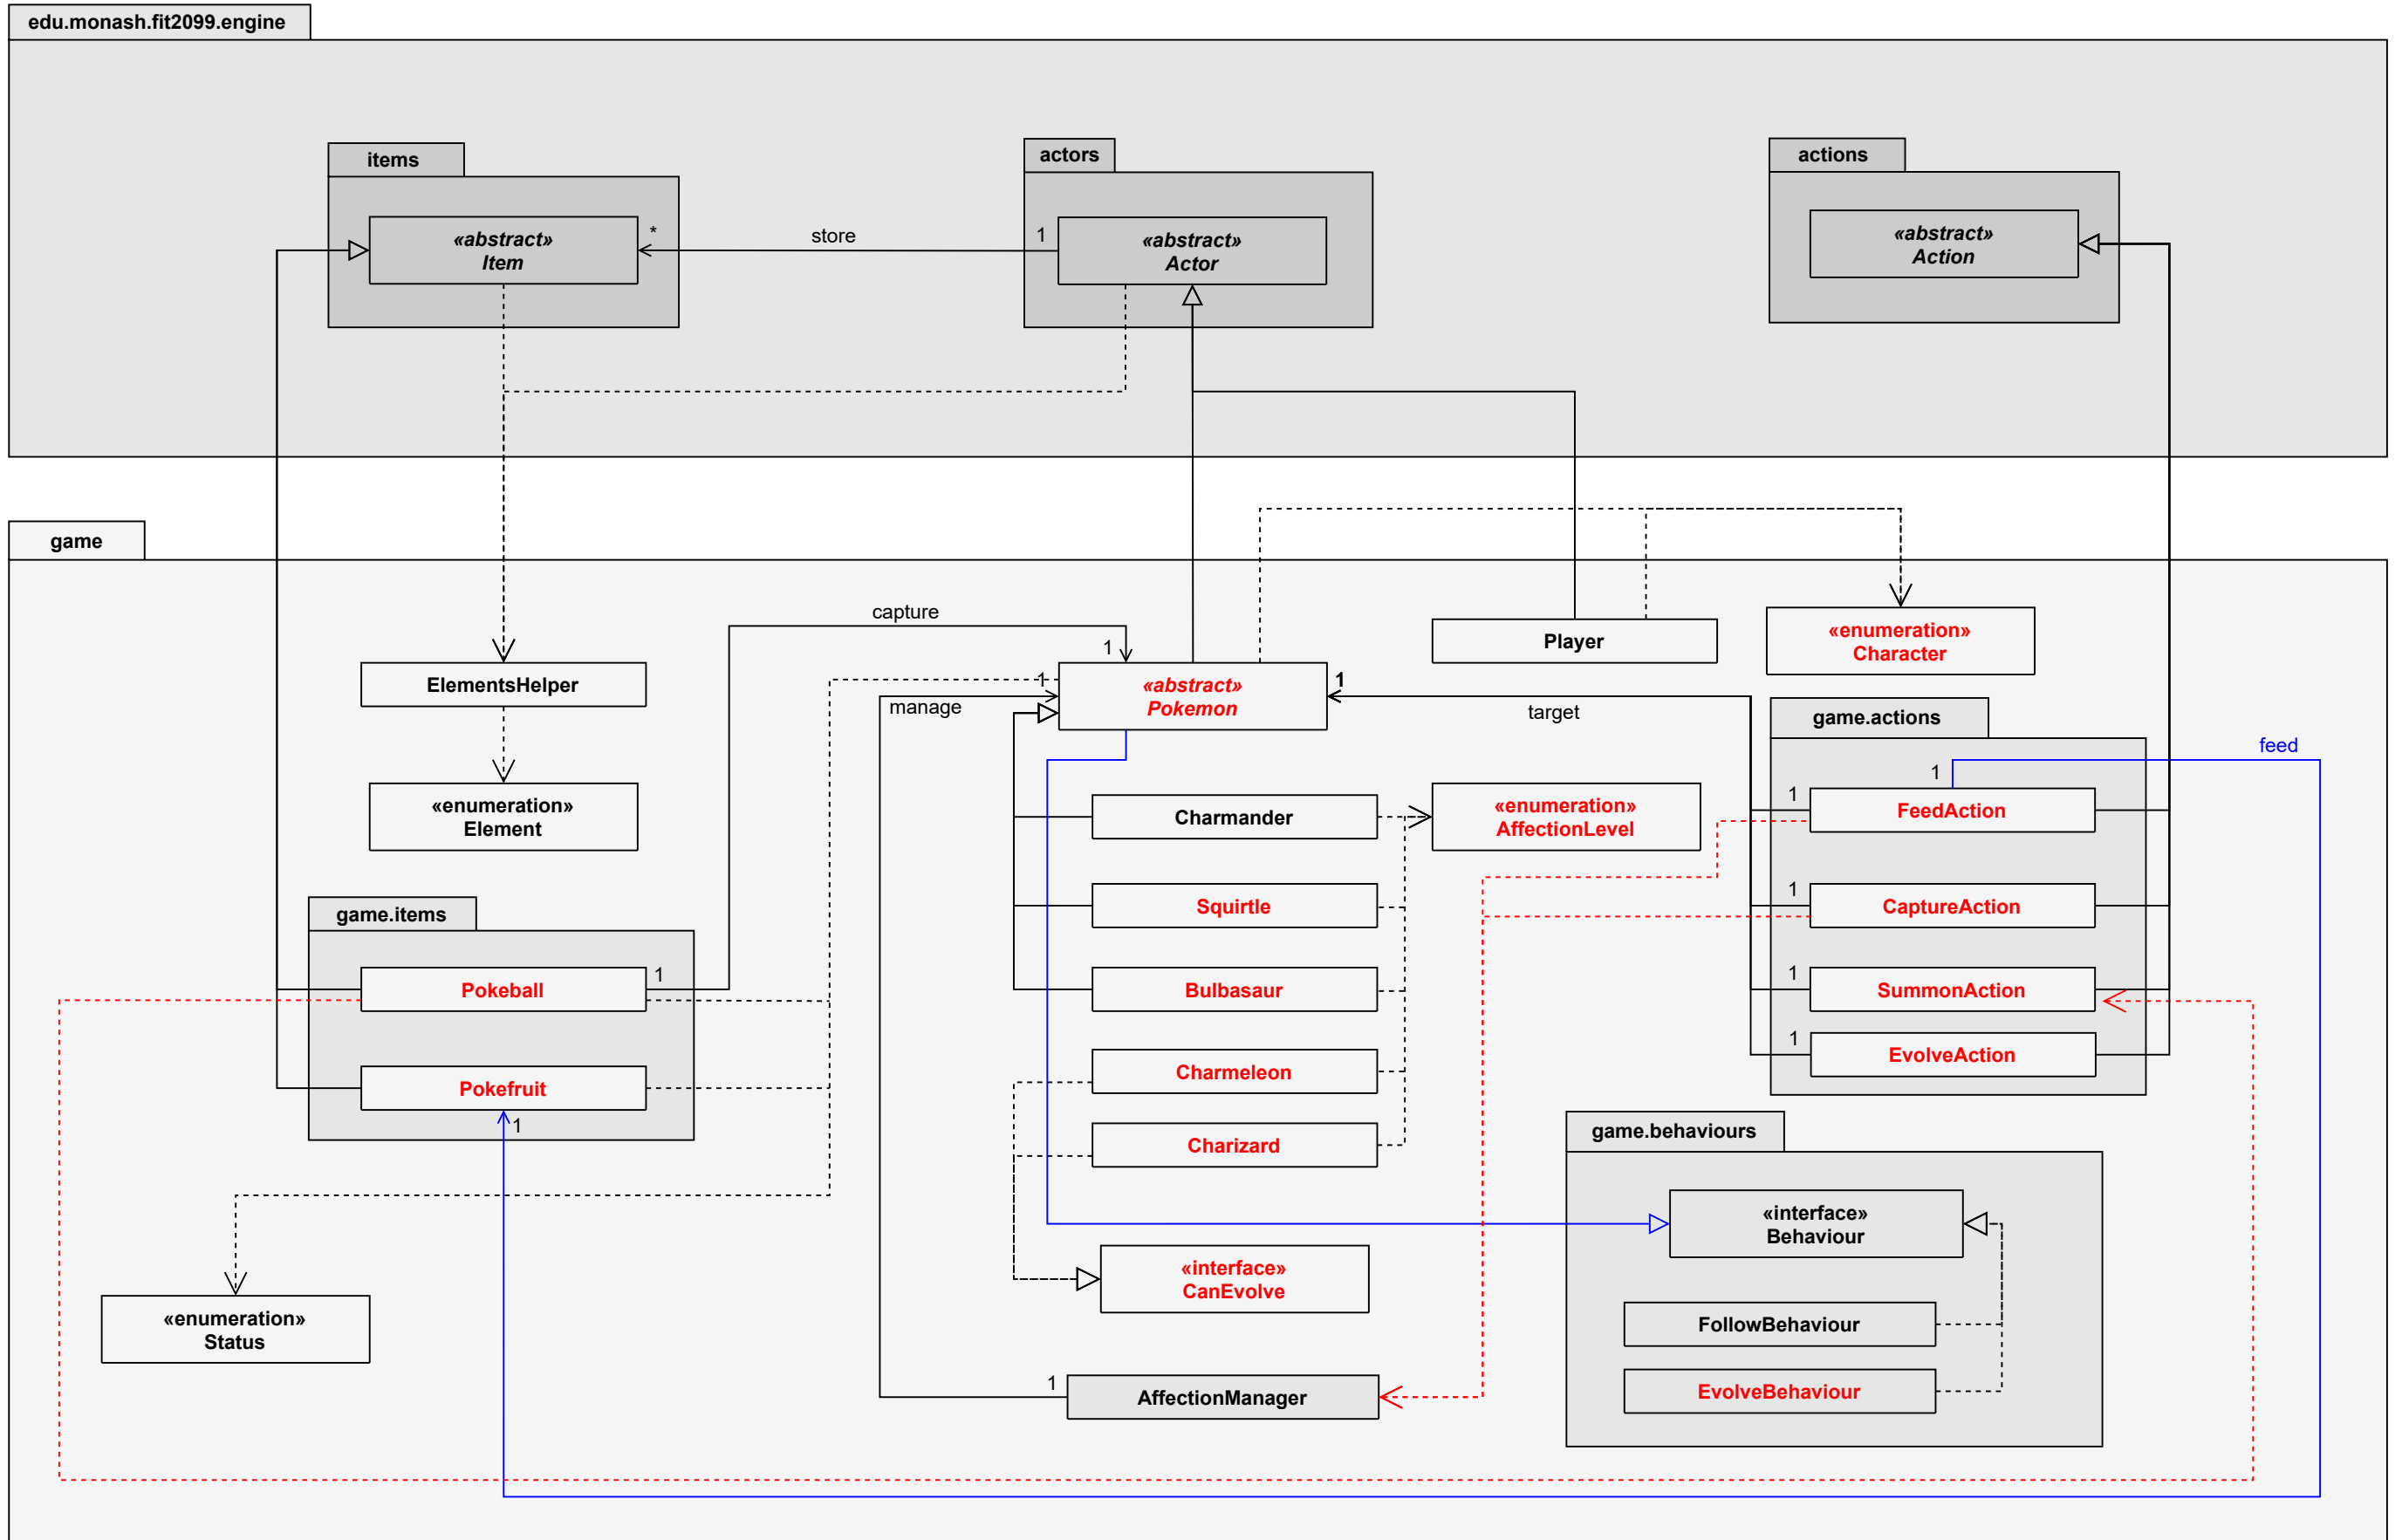 edu.monash.fit2099.engine
items
actors
actions
«abstract»
Item
*
store
1
«abstract»
Actor
«abstract»
Action
game
capture
1
ElementsHelper
1
manage
«abstract»
Pokemon
1
target
Player
«enumeration»
Character
game.actions
feed
«enumeration»
Element
Charmander
«enumeration»
AffectionLevel
1
1
FeedAction
Squirtle
1
CaptureAction
game.items
1
Pokeball
Bulbasaur
1
SummonAction
Pokefruit
1
Charmeleon
1
EvolveAction
Charizard
game.behaviours
«interface»
Behaviour
«interface»
CanEvolve
«enumeration»
Status
FollowBehaviour
1
AffectionManager
EvolveBehaviour